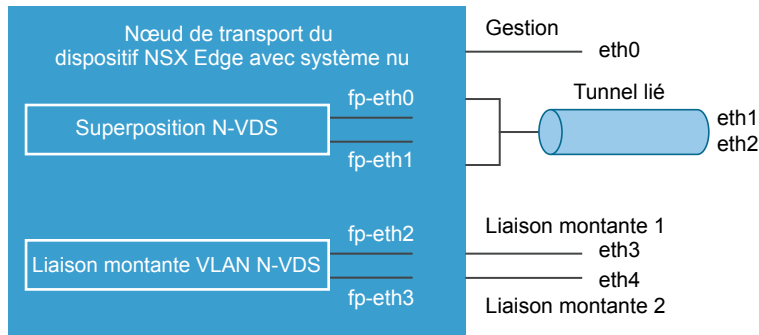 Nœud de transport du
dispositif NSX Edge avec système nu
Gestion
eth0
fp-eth0
Superposition N-VDS
fp-eth1
Tunnel lié
eth1
eth2
fp-eth2
Liaison montante VLAN N-VDS
fp-eth3
Liaison montante 1
eth3
eth4
Liaison montante 2